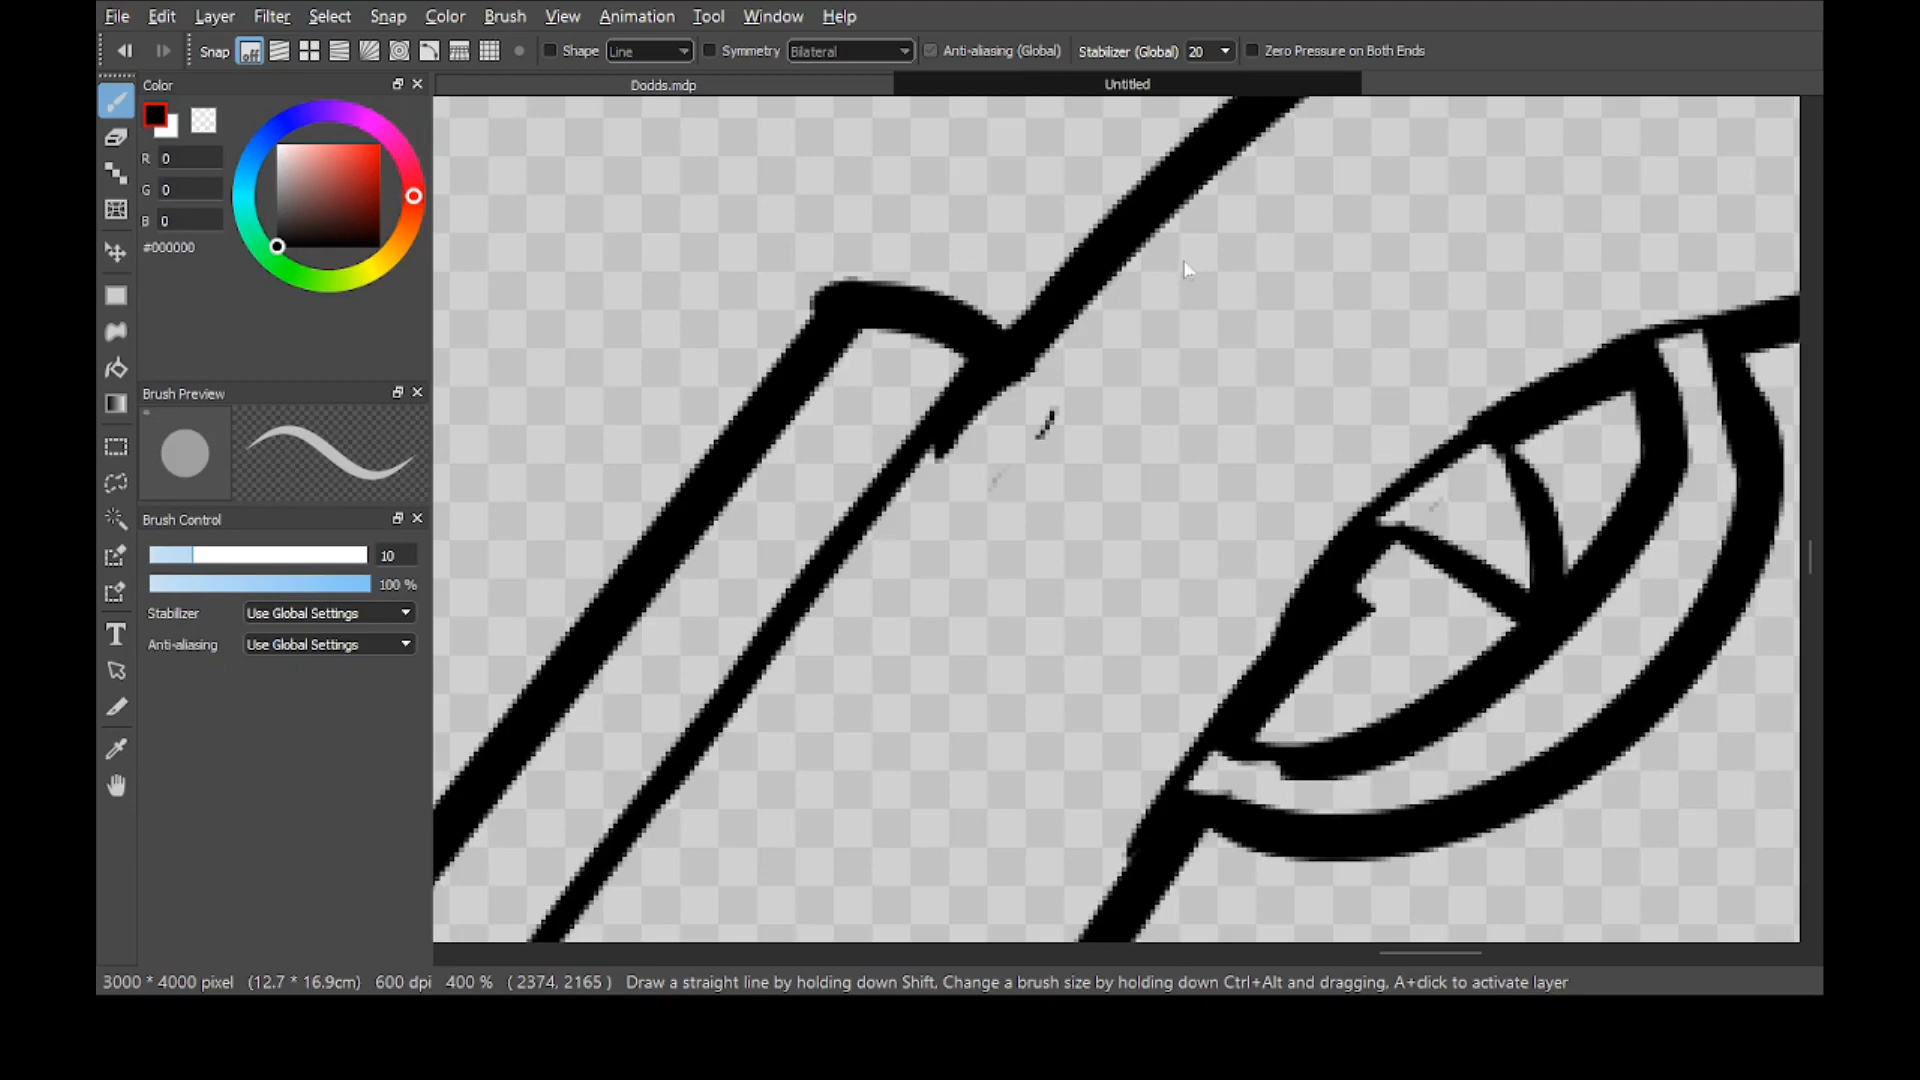 File Edit Layer Filter Select Snap Color Brush View Animation Tool Window Help
Snap off Shape Line Symmetry Bilateral Anti-aliasing (Global) Stabilizer (Global) 20 Zero Pressure on Both Ends
Color
Dodds.mdp Untitled
R 0
G 0
B 0
#000000
Brush Preview
Brush Control
10
100 %
Stabilizer Use Global Settings
Anti-aliasing Use Global Settings
T
3000 * 4000 pixel (12.7 * 16.9cm) 600 dpi 400 % ( 2374, 2165 ) Draw a straight line by holding down Shift, Change a brush size by holding down Ctrl+Alt and dragging, A+click to activate layer